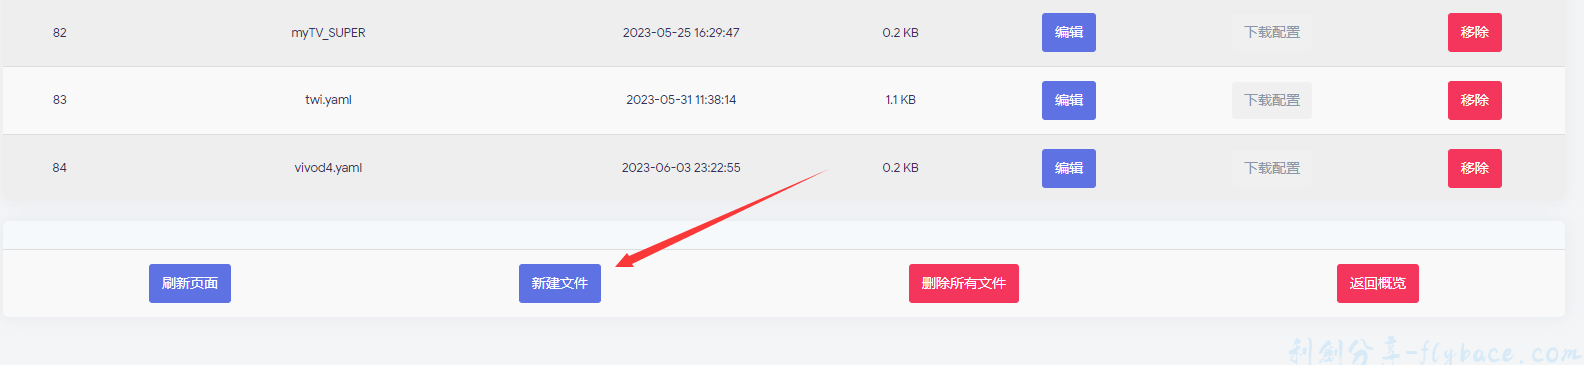 82 myTV_SUPER 2023-05-25 16:29:47 0.2 KB 编辑 下载配置 移除
83 twi.yaml 2023-05-31 11:38:14 1.1 KB 编辑 下载配置 移除
84 vivod4.yaml 2023-06-03 23:22:55 0.2 KB 编辑 下载配置 移除
刷新页面 新建文件 删除所有文件 返回概览
利劍分享-flybace.com